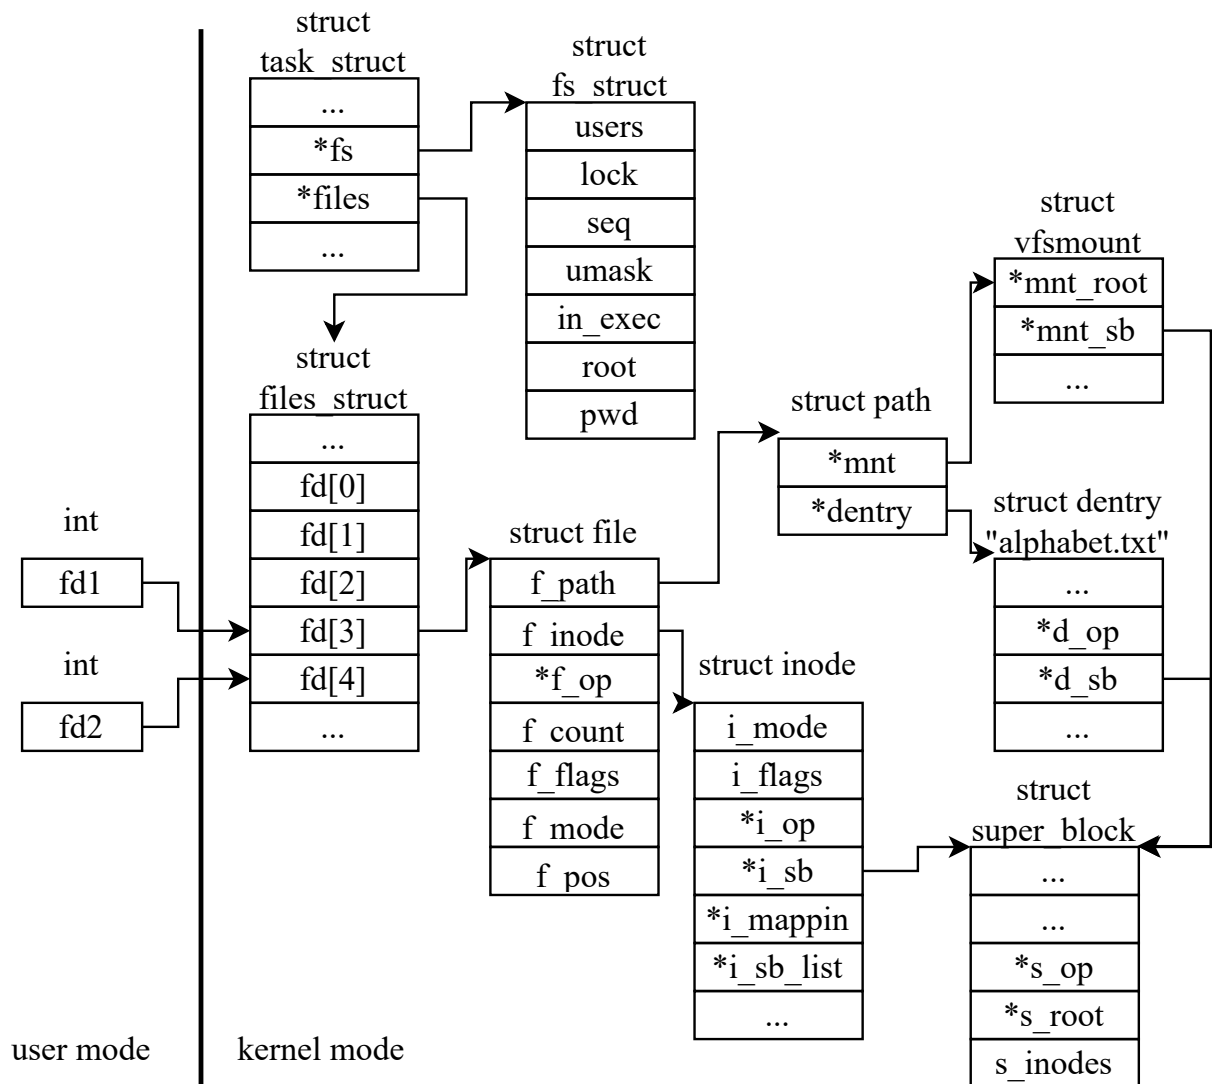 struct
task_struct
...
*fs
*files
...
struct
fs_struct
users
lock
seq
umask
in_exec
root
pwd
struct
files_struct
...
fd[0]
fd[1]
fd[2]
fd[3]
fd[4]
...
int
fd1
int
fd2
struct file
f_path
f_inode
*f_op
f_count
f_flags
f_mode
f_pos
struct path
*mnt
*dentry
struct
vfsmount
*mnt_root
*mnt_sb
...
struct dentry
"alphabet.txt"
...
*d_op
*d_sb
...
struct inode
i_mode
i_flags
*i_op
*i_sb
*i_mappin
*i_sb_list
...
struct
super_block
...
...
*s_op
*s_root
s_inodes
user mode
kernel mode